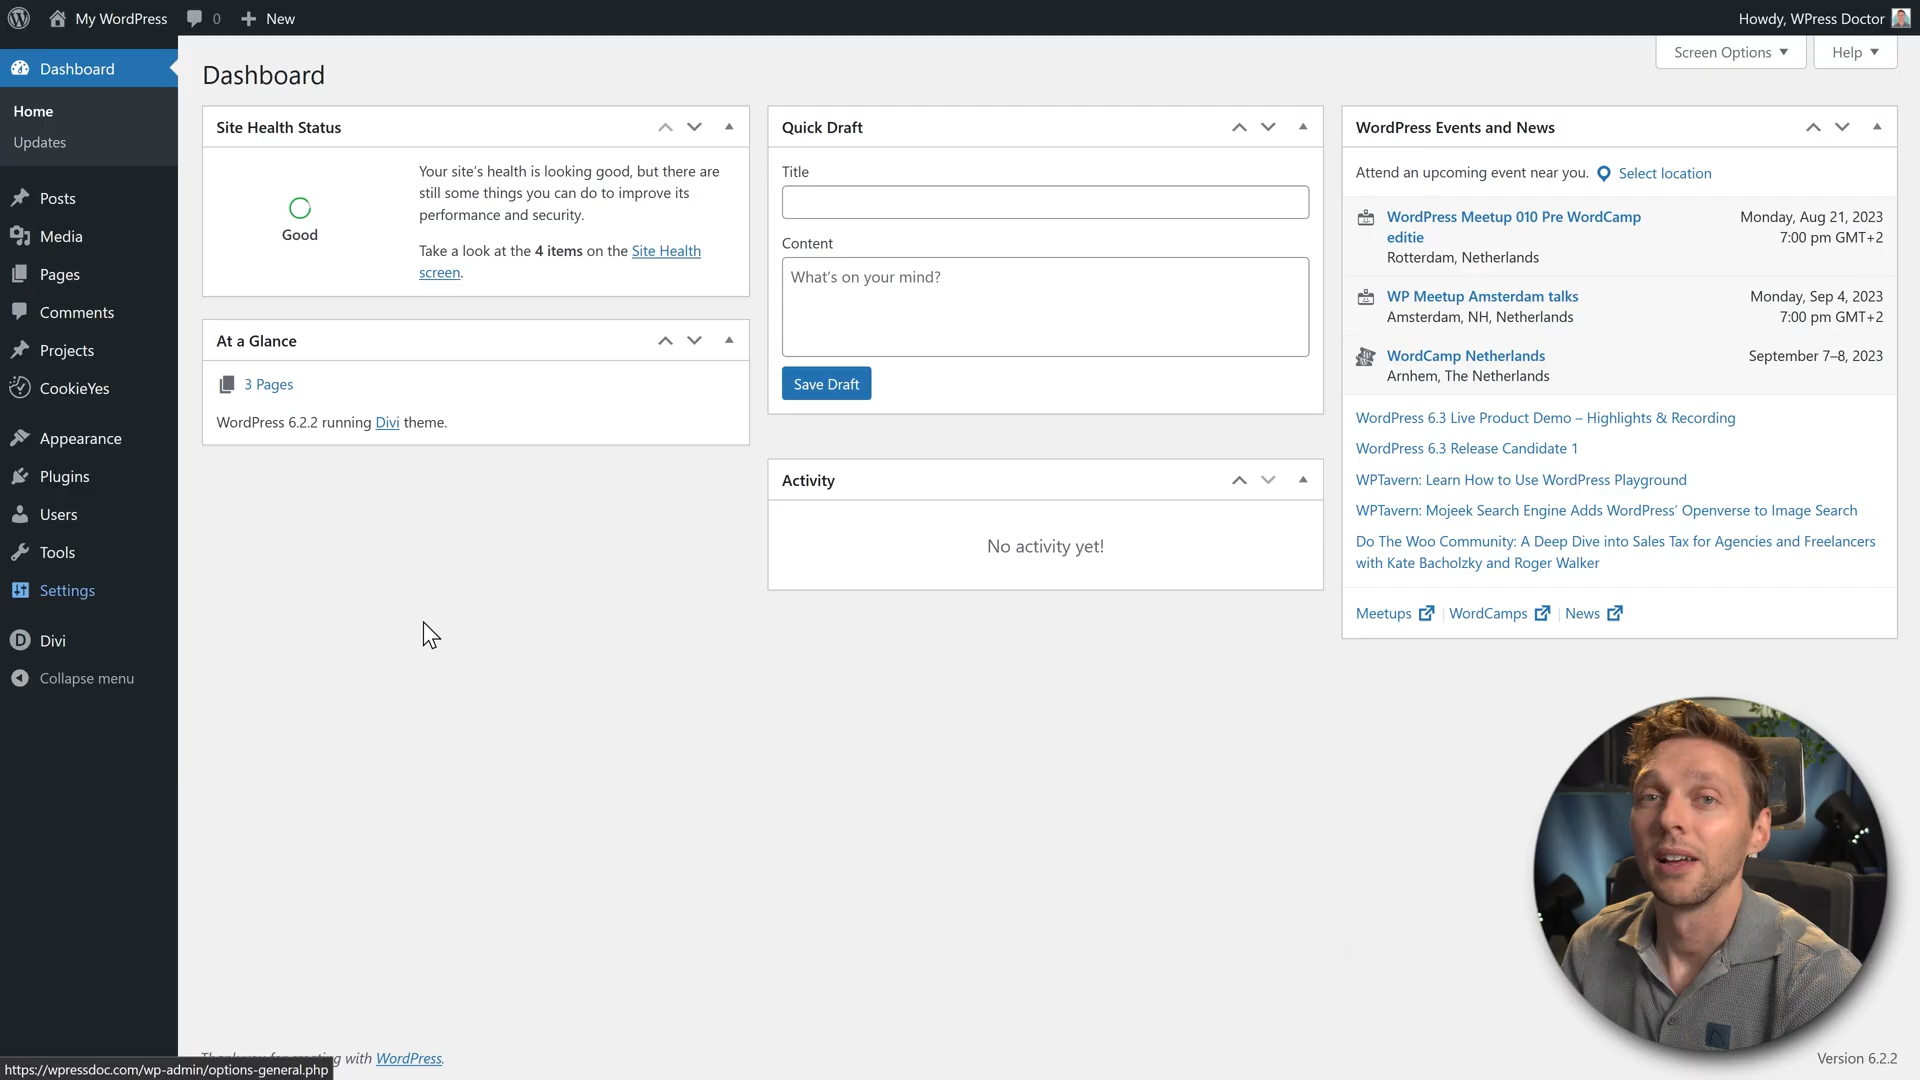 My WordPress
0
New
Howdy, WPress Doctor
Screen Options
Help
Dashboard
Home
Updates
Posts
Media
Pages
Comments
Projects
CookieYes
Appearance
Plugins
Users
Tools
Settings
Divi
Collapse menu
Dashboard
Site Health Status
Good
Your site's health is looking good, but there
are still some things you can do to improve its
performance and security.
Take a look at the 4 items on the Site Health
screen.
At a Glance
3 Pages
WordPress 6.2.2 running Divi theme.
Quick Draft
Title
Content
What's on your mind?
Save Draft
Activity
No activity yet!
WordPress Events and News
Attend an upcoming event near you. Select location
WordPress Meetup 010 Pre WordCamp
editie
Rotterdam, Netherlands
Monday, Aug 21, 2023
7:00 pm GMT+2
WP Meetup Amsterdam talks
Amsterdam, NH, Netherlands
Monday, Sep 4, 2023
7:00 pm GMT+2
WordCamp Netherlands
Arnhem, The Netherlands
September 7–8, 2023
WordPress 6.3 Live Product Demo – Highlights & Recording
WordPress 6.3 Release Candidate 1
WPTavern: Learn How to Use WordPress Playground
WPTavern: Mojeek Search Engine Adds WordPress' Openverse to Image Search
Do The Woo Community: A Deep Dive into Sales Tax for Agencies and Freelancers
with Kate Bacholzky and Roger Walker
Meetups | WordCamps | News
with WordPress.
Version 6.2.2
https://wpressdoc.com/wp-admin/options-general.php